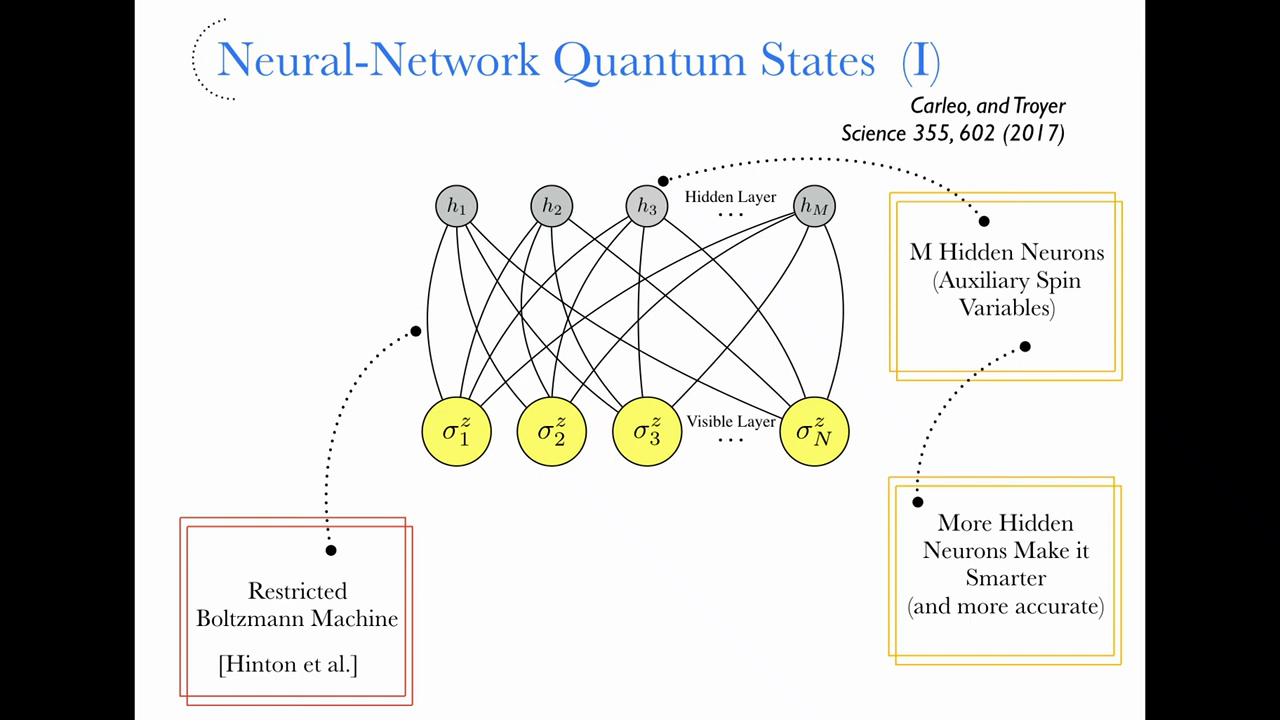 Neural-Network Quantum States (I)
Carleo, and Troyer
Science 355, 602 (2017)
h₁ h₂ h₃ Hidden Layer ... h_M
M Hidden Neurons
(Auxiliary Spin
Variables)
σ₁ᶻ σ₂ᶻ σ₃ᶻ Visible Layer ... σ_Nᶻ
More Hidden
Neurons Make it
Smarter
(and more accurate)
Restricted
Boltzmann Machine
[Hinton et al.]